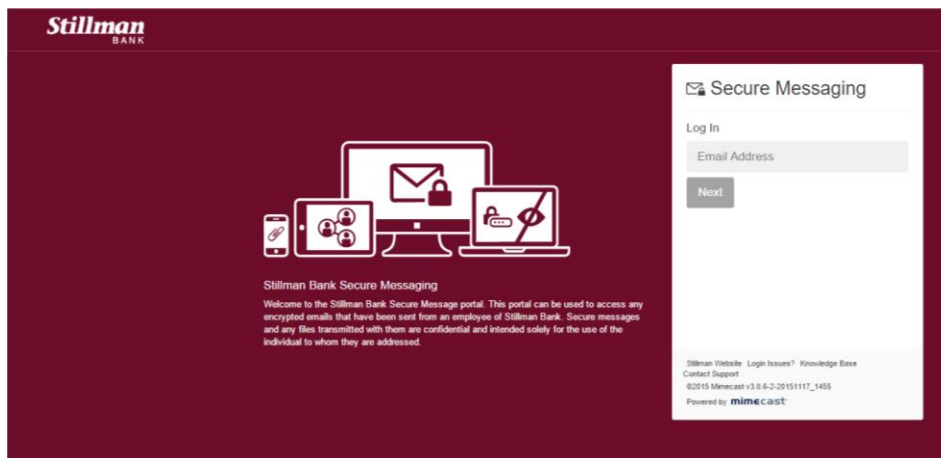 Stillman
BANK
Secure Messaging
Log In
Email Address
Next
Stillman Bank Secure Messaging
Welcome to the Stillman Bank Secure Message portal. This portal can be used to access any
encrypted emails that have been sent from an employee of Stillman Bank. Secure messages
and any files transmitted with them are confidential and intended solely for the use of the
individual to whom they are addressed.
Stillman Website Login Issues? Knowledge Base
Contact Support
©2015 Mimecast v3.0.6-2-20151117_1455
Powered by mimecast